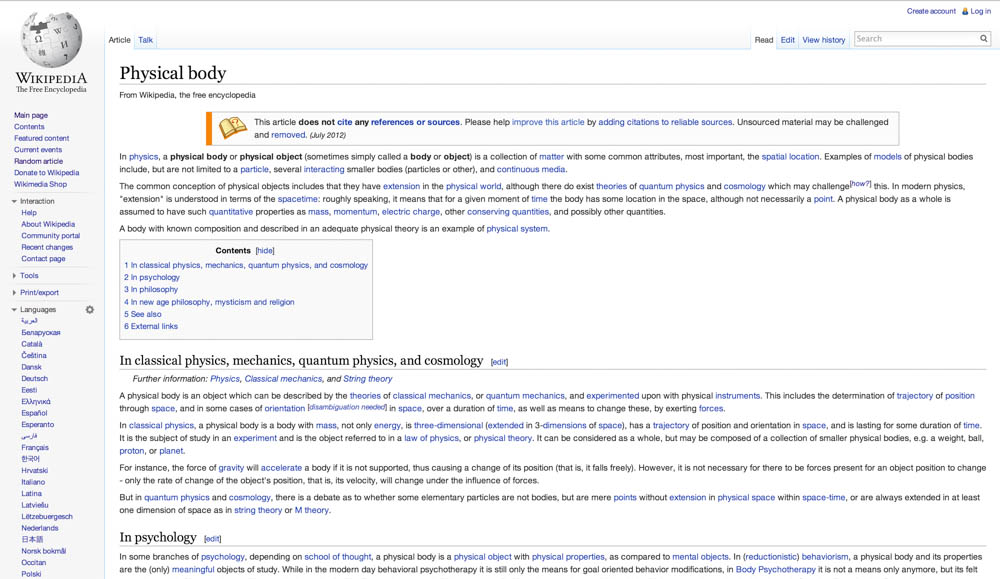 Create account Log in
WIKIPEDIA
The Free Encyclopedia
Article Talk
Read Edit View history Search
Main page
Contents
Featured content
Current events
Random article
Donate to Wikipedia
Wikimedia Shop
Interaction
Help
About Wikipedia
Community portal
Recent changes
Contact page
Tools
Print/export
Languages
العربية
Беларуская
Català
Čeština
Dansk
Deutsch
Eesti
Ελληνικά
Español
Esperanto
فارسی
Français
한국어
Hrvatski
Italiano
Latina
Latviešu
Lëtzebuergesch
Nederlands
日本語
Norsk bokmål
Occitan
Polski
Physical body
From Wikipedia, the free encyclopedia
This article does not cite any references or sources. Please help improve this article by adding citations to reliable sources. Unsourced material may be challenged
and removed. (July 2012)
In physics, a physical body or physical object (sometimes simply called a body or object) is a collection of matter with some common attributes, most important, the spatial location. Examples of models of physical bodies
include, but are not limited to a particle, several interacting smaller bodies (particles or other), and continuous media.
The common conception of physical objects includes that they have extension in the physical world, although there do exist theories of quantum physics and cosmology which may challenge[how?] this. In modern physics,
"extension" is understood in terms of the spacetime: roughly speaking, it means that for a given moment of time the body has some location in the space, although not necessarily a point. A physical body as a whole is
assumed to have such quantitative properties as mass, momentum, electric charge, other conserving quantities, and possibly other quantities.
A body with known composition and described in an adequate physical theory is an example of physical system.
Contents [hide]
1 In classical physics, mechanics, quantum physics, and cosmology
2 In psychology
3 In philosophy
4 In new age philosophy, mysticism and religion
5 See also
6 External links
In classical physics, mechanics, quantum physics, and cosmology [edit]
Further information: Physics, Classical mechanics, and String theory
A physical body is an object which can be described by the theories of classical mechanics, or quantum mechanics, and experimented upon with physical instruments. This includes the determination of trajectory of position
through space, and in some cases of orientation [disambiguation needed] in space, over a duration of time, as well as means to change these, by exerting forces.
In classical physics, a physical body is a body with mass, not only energy, is three-dimensional (extended in 3-dimensions of space), has a trajectory of position and orientation in space, and is lasting for some duration of time.
It is the subject of study in an experiment and is the object referred to in a law of physics, or physical theory. It can be considered as a whole, but may be composed of a collection of smaller physical bodies, e.g. a weight, ball,
proton, or planet.
For instance, the force of gravity will accelerate a body if it is not supported, thus causing a change of its position (that is, it falls freely). However, it is not necessary for there to be forces present for an object position to change
- only the rate of change of the object's position, that is, its velocity, will change under the influence of forces.
But in quantum physics and cosmology, there is a debate as to whether some elementary particles are not bodies, but are mere points without extension in physical space within space-time, or are always extended in at least
one dimension of space as in string theory or M theory.
In psychology [edit]
In some branches of psychology, depending on school of thought, a physical body is a physical object with physical properties, as compared to mental objects. In (reductionistic) behaviorism, a physical body and its properties
are the (only) meaningful objects of study. While in the modern day behavioral psychotherapy it is still only the means for goal oriented behavior modifications, in Body Psychotherapy it is not a means only anymore, but its felt